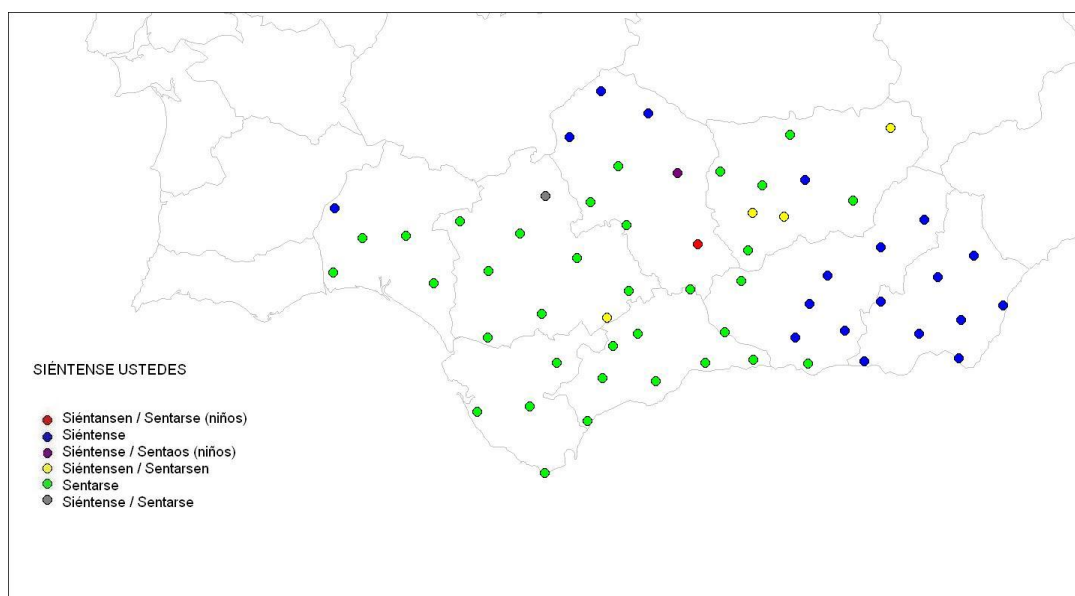 SIÉNTENSE USTEDES
Siéntansen / Sentarse (niños)
Siéntense
Siéntense / Sentaos (niños)
Siéntensen / Sentarsen
Sentarse
Siéntense / Sentarse